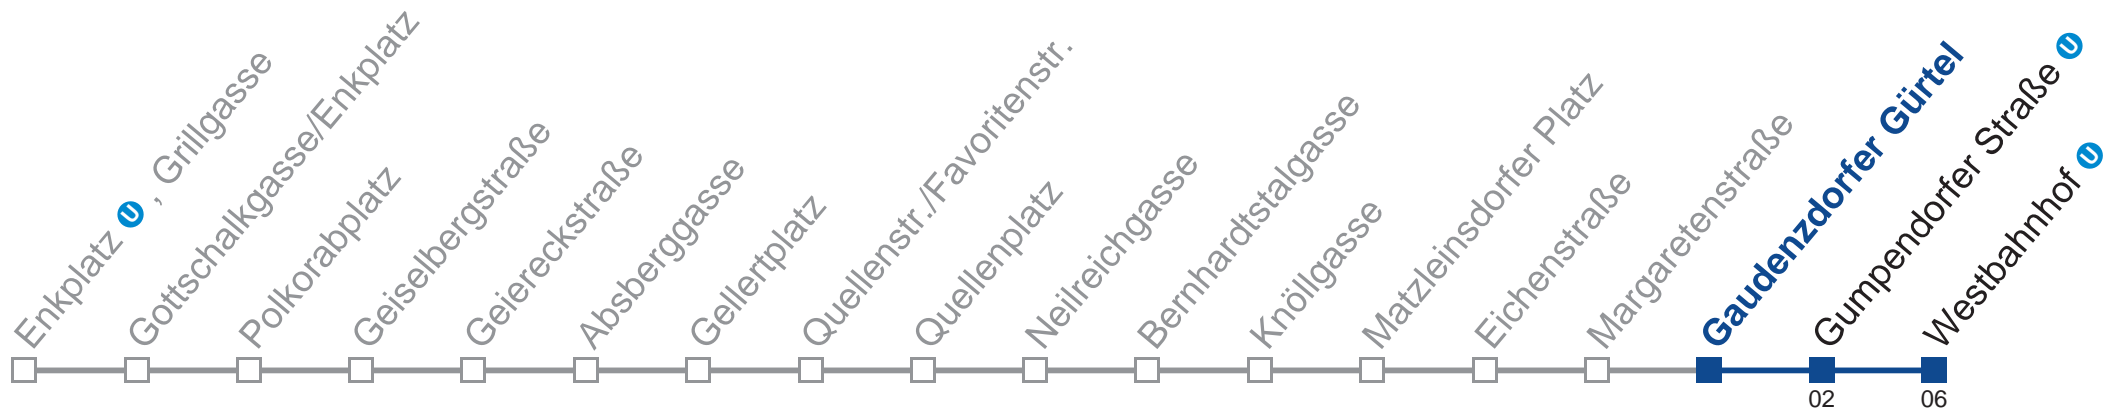 Enkplatz U , Grillgasse
Gottschalkgasse/Enkplatz
Polkorabplatz
Geiselbergstraße
Geiereckstraße
Absberggasse
Gellertplatz
Quellenstr./Favoritenstr.
Quellenplatz
Neilreichgasse
Bernhardtstalgasse
Knöllgasse
Matzleinsdorfer Platz
Eichenstraße
Margaretenstraße
Gaudenzdorfer Gürtel
Gumpendorfer Straße U
Westbahnhof U
02
06